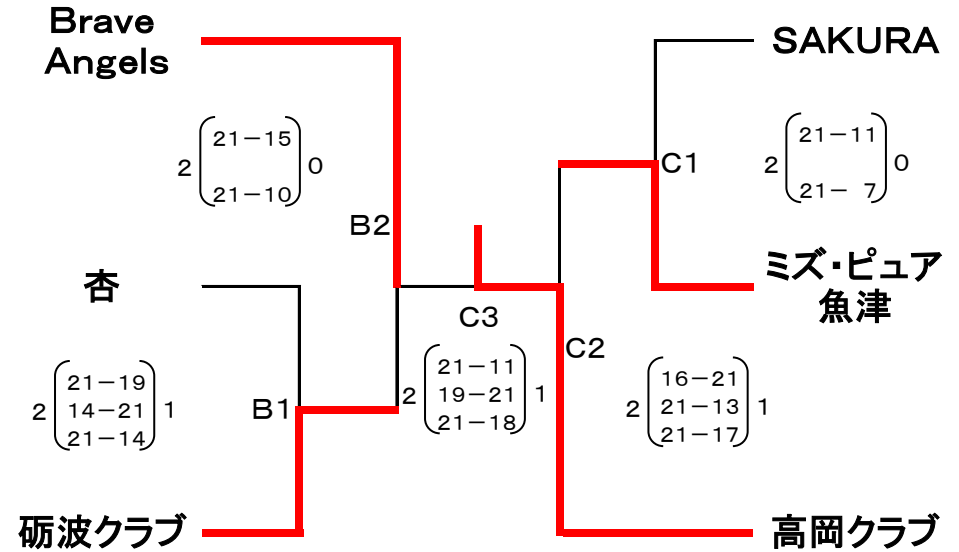 Brave
Angels
SAKURA
2 21－15 0
21－10
2 21－11 0
21－ 7
C1
B2
杏
ミズ・ピュア
魚津
C3
C2
2 21－19 1
14－21
21－14
B1
2 21－11 1
19－21
21－18
2 16－21 1
21－13
21－17
砺波クラブ
高岡クラブ